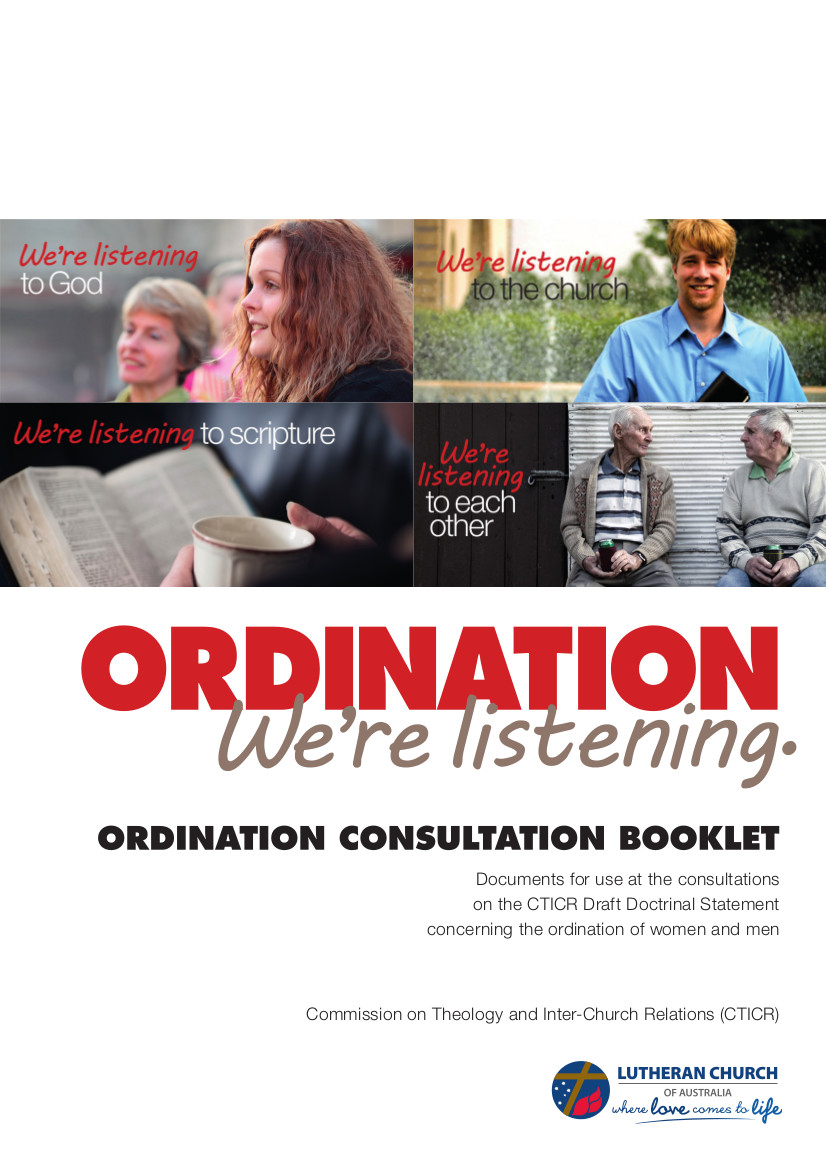 We're listening
to God
We're listening
to the church
We're listening to scripture
We're
listening
to each
other
ORDINATION
We're listening.
ORDINATION CONSULTATION BOOKLET
Documents for use at the consultations
on the CTICR Draft Doctrinal Statement
concerning the ordination of women and men
Commission on Theology and Inter-Church Relations (CTICR)
LUTHERAN CHURCH
OF AUSTRALIA
where love comes to life